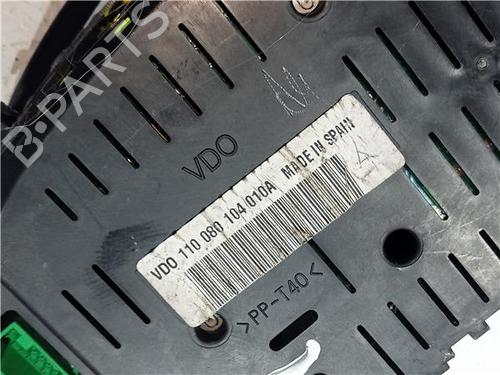 B-PARTS
VDO
VDO 110 080 104 010A MADE IN SPAIN
>PP-T40<